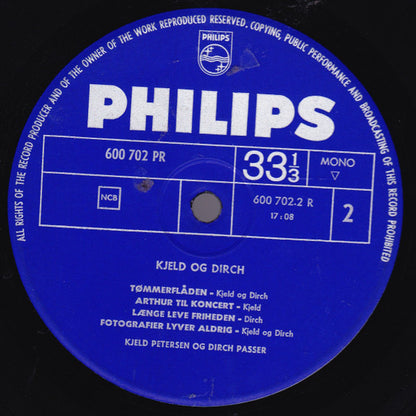 ALL RIGHTS OF THE RECORD PRODUCER AND OF THE OWNER OF THE WORK REPRODUCED RESERVED. COPYING, PUBLIC PERFORMANCE AND BROADCASTING OF THIS RECORD PROHIBITED
PHILIPS
PHILIPS
600 702 PR
33 1/3
MONO
▽
NCB
600 702.2 R
17:08
2
KJELD OG DIRCH
TØMMERFLÅDEN - Kjeld og Dirch
ARTHUR TIL KONCERT - Kjeld
LÆNGE LEVE FRIHEDEN - Dirch
FOTOGRAFIER LYVER ALDRIG - Kjeld og Dirch
KJELD PETERSEN OG DIRCH PASSER